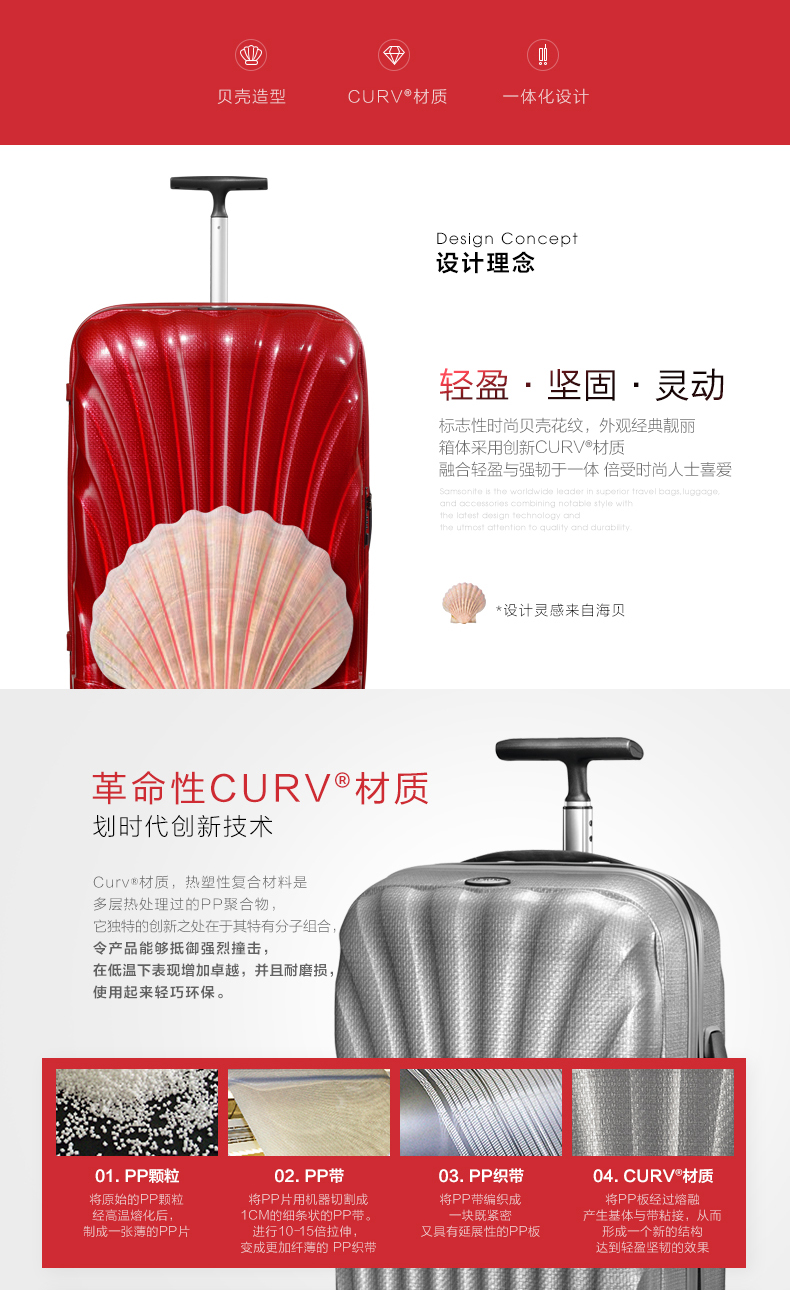 贝壳造型
CURV®材质
一体化设计
Design Concept
设计理念
轻盈·坚固·灵动
标志性时尚贝壳花纹，外观经典靓丽
箱体采用创新CURV®材质
融合轻盈与强韧于一体 倍受时尚人士喜爱
Samsonite is the worldwide leader in superior travel bags,luggage,
and accessories combining notable style with
the latest design technology and
the utmost attention to quality and durability.
*设计灵感来自海贝
革命性CURV®材质
划时代创新技术
Curv®材质，热塑性复合材料是
多层热处理过的PP聚合物，
它独特的创新之处在于其特有分子组合，
令产品能够抵御强烈撞击，
在低温下表现增加卓越，并且耐磨损，
使用起来轻巧环保。
01. PP颗粒
将原始的PP颗粒
经高温熔化后，
制成一张薄的PP片
02. PP带
将PP片用机器切割成
1CM的细条状的PP带。
进行10-15倍拉伸，
变成更加纤薄的 PP织带
03. PP织带
将PP带编织成
一块既紧密
又具有延展性的PP板
04. CURV®材质
将PP板经过熔融
产生基体与带粘接，从而
形成一个新的结构
达到轻盈坚韧的效果